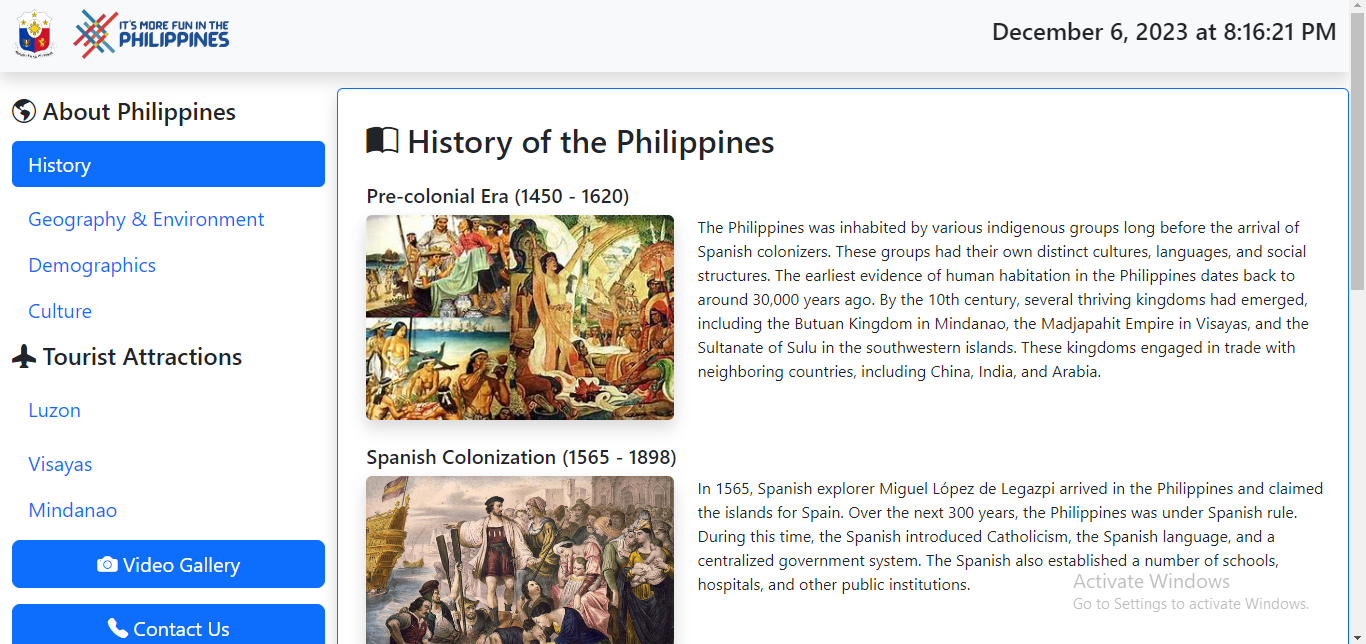 IT'S MORE FUN IN THE
PHILIPPINES
December 6, 2023 at 8:16:21 PM
About Philippines
History
Geography & Environment
Demographics
Culture
Tourist Attractions
Luzon
Visayas
Mindanao
Video Gallery
Contact Us
History of the Philippines
Pre-colonial Era (1450 - 1620)
The Philippines was inhabited by various indigenous groups long before the arrival of
Spanish colonizers. These groups had their own distinct cultures, languages, and social
structures. The earliest evidence of human habitation in the Philippines dates back to
around 30,000 years ago. By the 10th century, several thriving kingdoms had emerged,
including the Butuan Kingdom in Mindanao, the Madjapahit Empire in Visayas, and the
Sultanate of Sulu in the southwestern islands. These kingdoms engaged in trade with
neighboring countries, including China, India, and Arabia.
Spanish Colonization (1565 - 1898)
In 1565, Spanish explorer Miguel López de Legazpi arrived in the Philippines and claimed
the islands for Spain. Over the next 300 years, the Philippines was under Spanish rule.
During this time, the Spanish introduced Catholicism, the Spanish language, and a
centralized government system. The Spanish also established a number of schools,
hospitals, and other public institutions.
Activate Windows
Go to Settings to activate Windows.